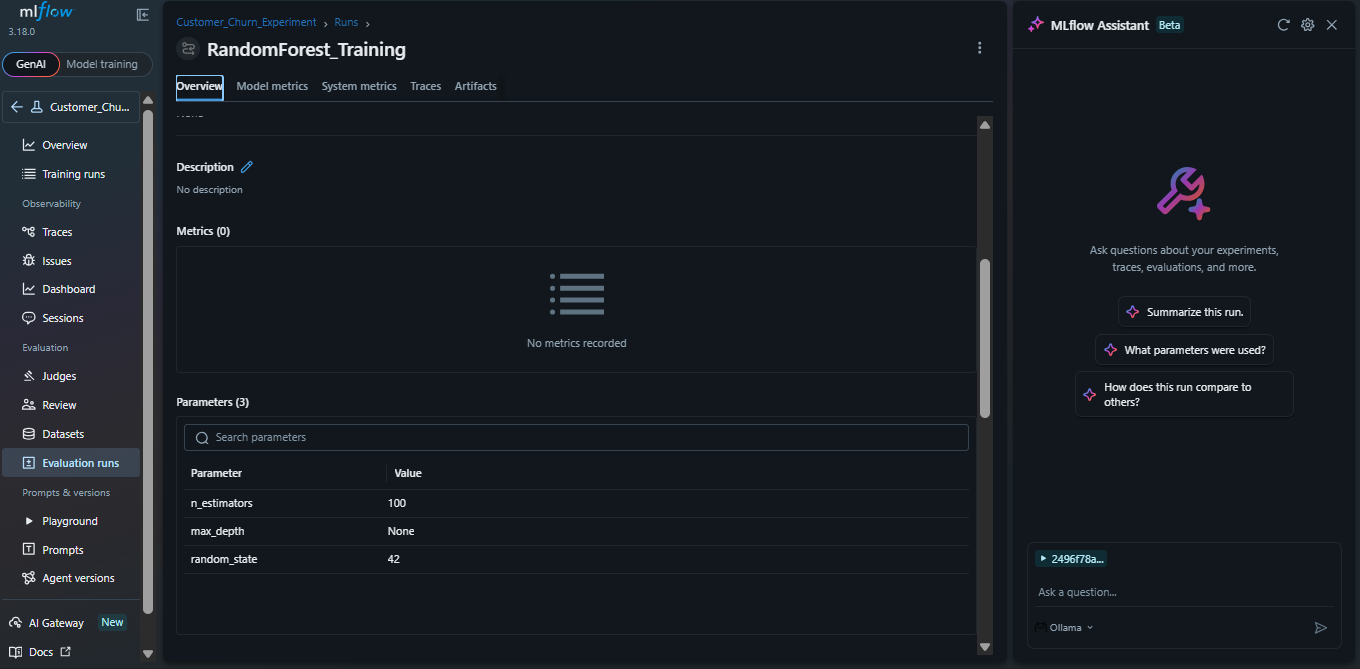 mlflow
3.18.0
GenAI
Model training
Customer_Chu...
Overview
Training runs
Observability
Traces
Issues
Dashboard
Sessions
Evaluation
Judges
Review
Datasets
Evaluation runs
Prompts & versions
Playground
Prompts
Agent versions
AI Gateway New
Docs
Customer_Churn_Experiment > Runs >
RandomForest_Training
Overview Model metrics System metrics Traces Artifacts
Description
No description
Metrics (0)
No metrics recorded
Parameters (3)
Search parameters
Parameter Value
n_estimators 100
max_depth None
random_state 42
MLflow Assistant Beta
Ask questions about your experiments,
traces, evaluations, and more.
Summarize this run.
What parameters were used?
How does this run compare to
others?
2496f78a...
Ask a question...
Ollama